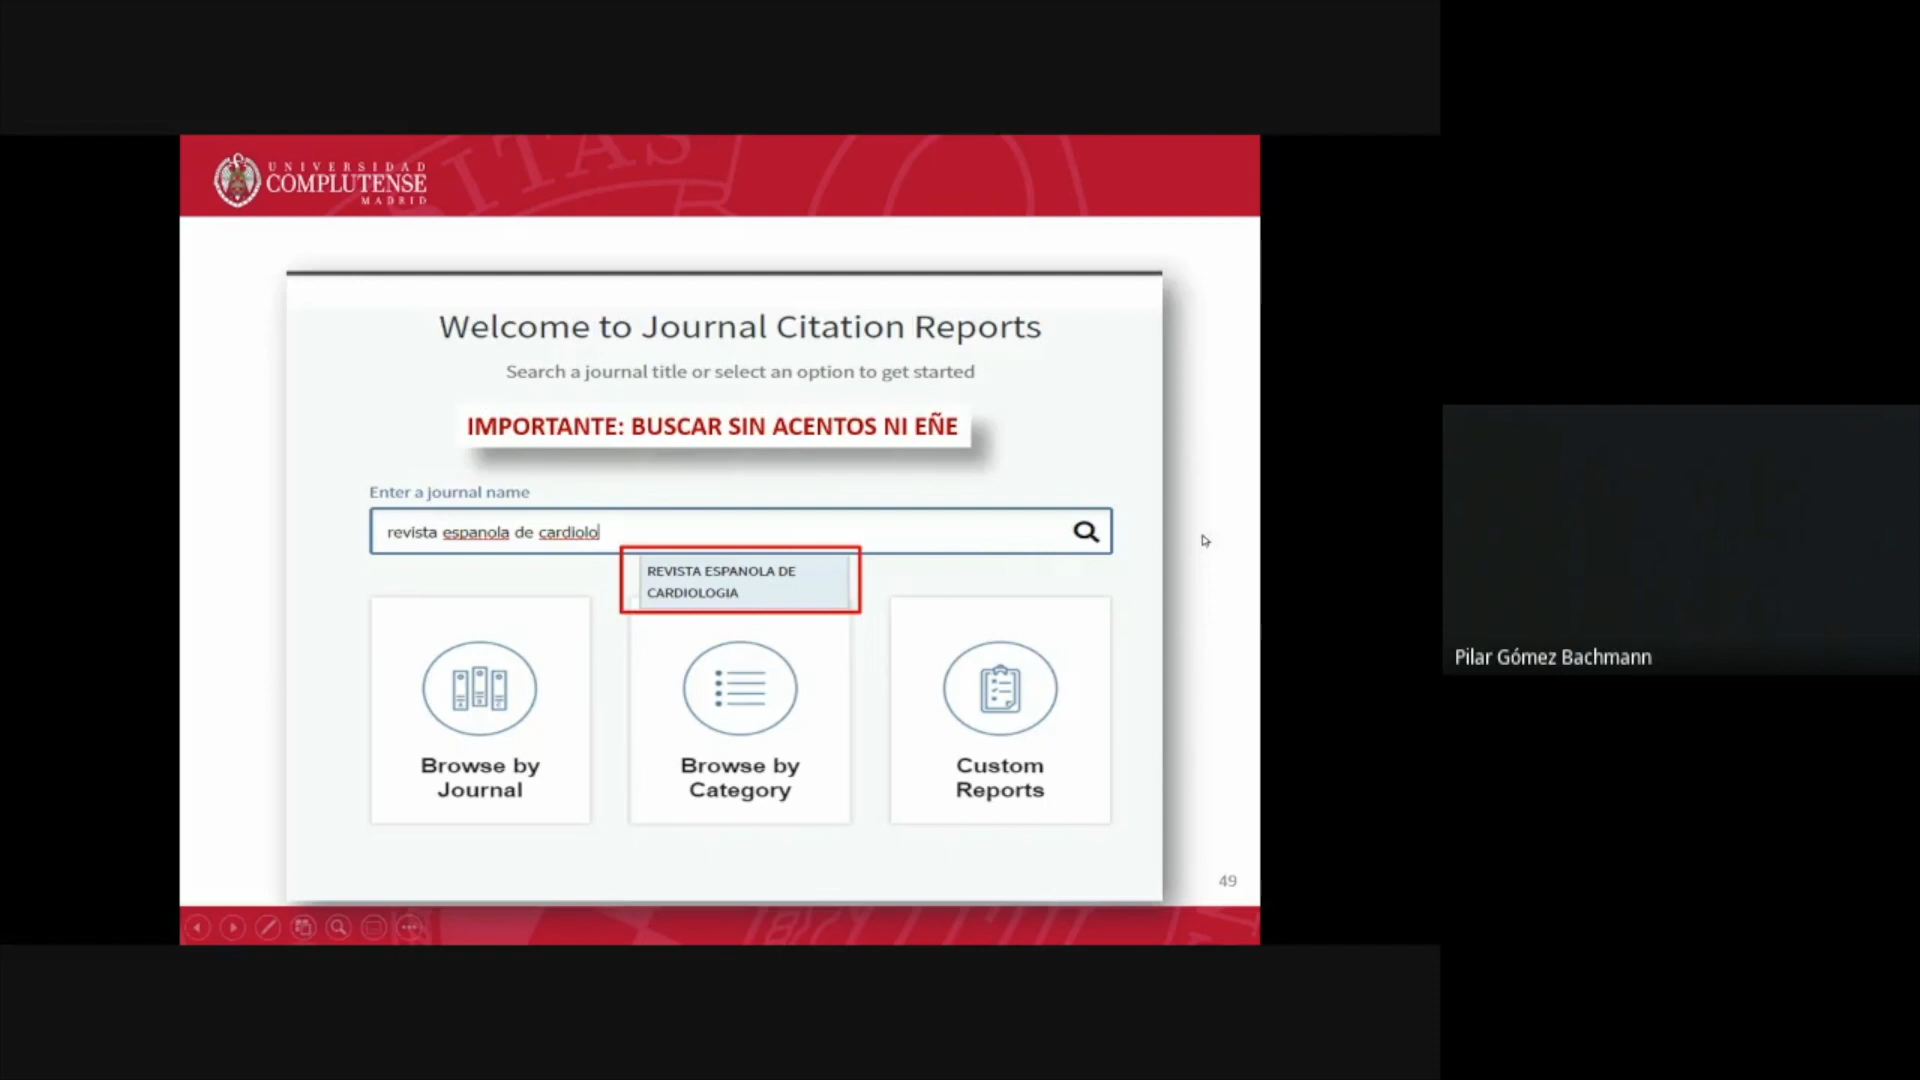 UNIVERSIDAD
COMPLUTENSE
MADRID
ITAS
Welcome to Journal Citation Reports
Search a journal title or select an option to get started
IMPORTANTE: BUSCAR SIN ACENTOS NI EÑE
Enter a journal name
revista espanola de cardiolo
REVISTA ESPANOLA DE
CARDIOLOGIA
Browse by
Journal
Browse by
Category
Custom
Reports
49
Pilar Gómez Bachmann